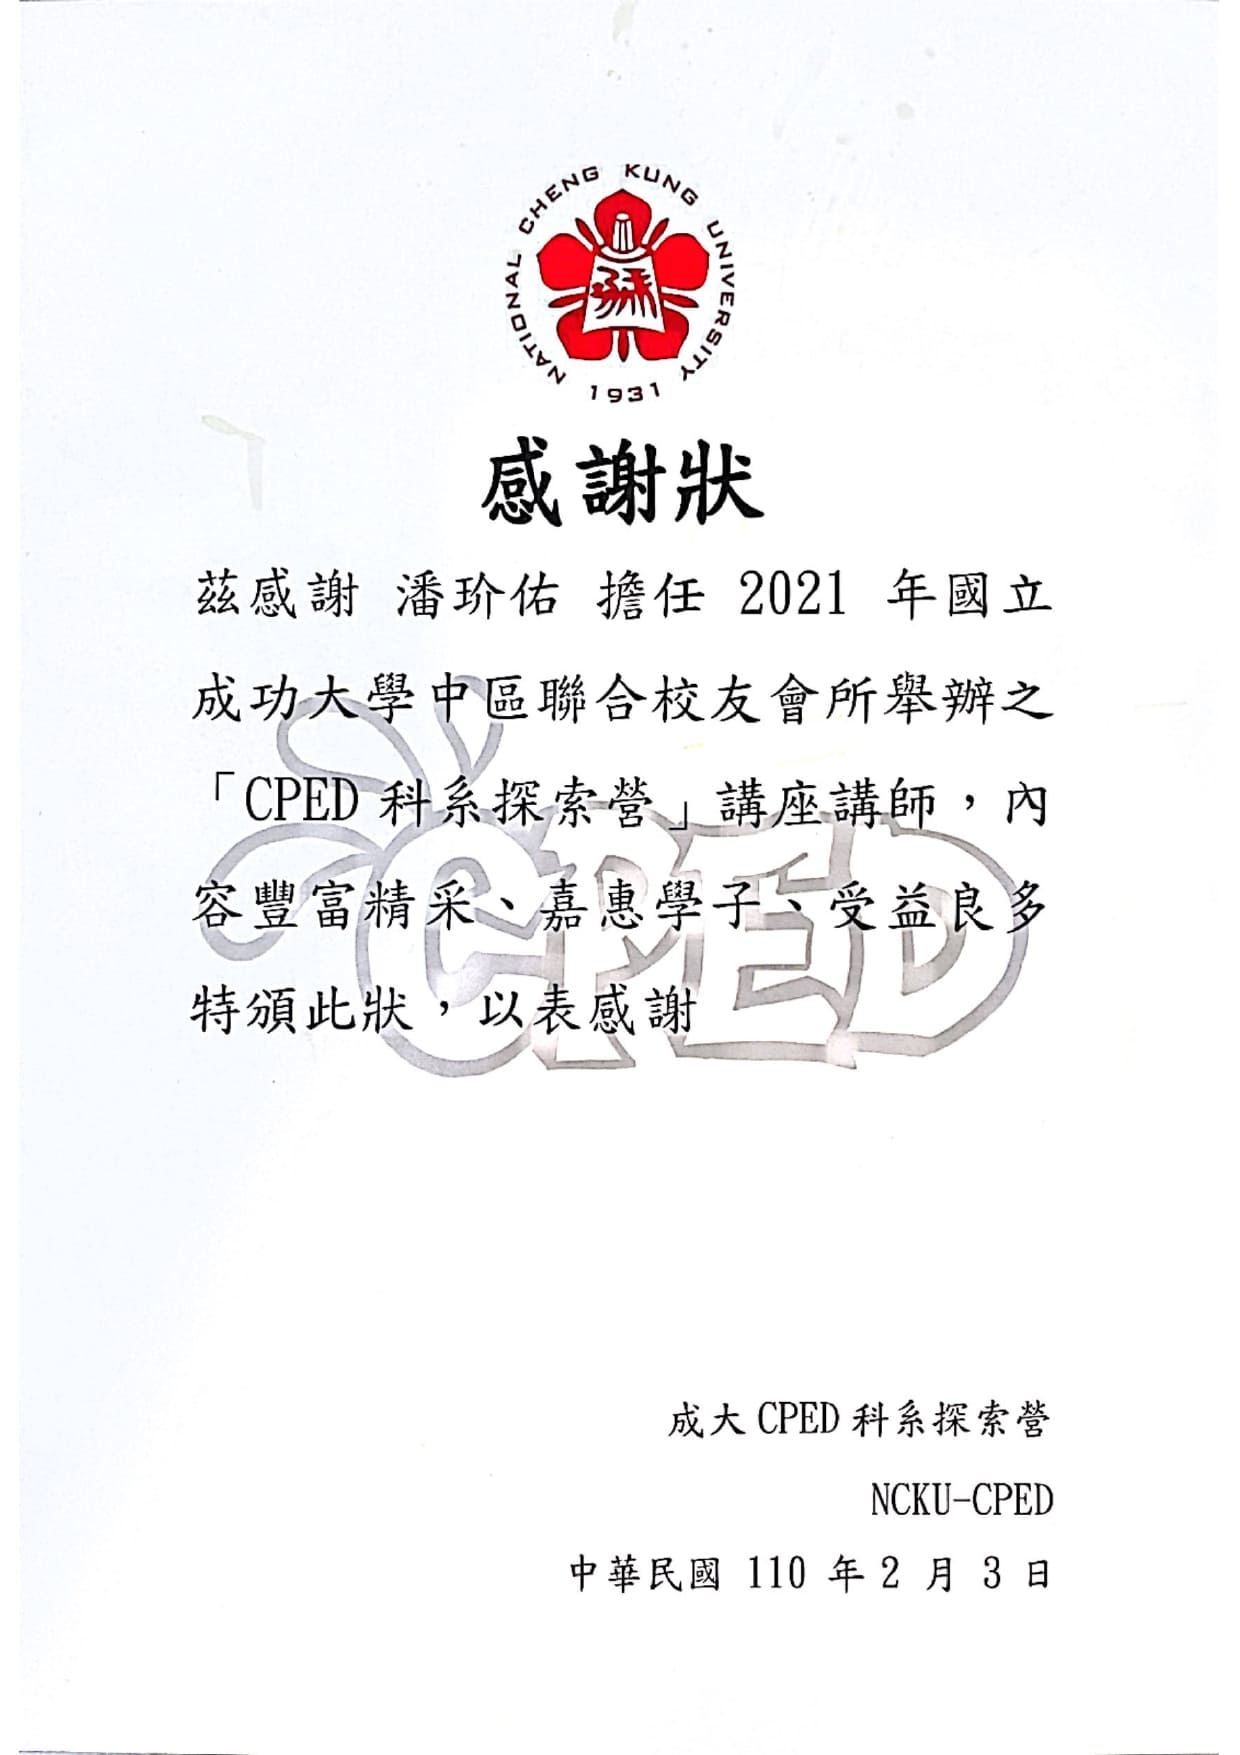 NATIONAL CHENG KUNG UNIVERSITY
1931
感謝狀
茲感謝 潘玠佑 擔任 2021 年國立
成功大學中區聯合校友會所舉辦之
「CPED 科系探索營」講座講師，內
容豐富精采、嘉惠學子、受益良多
特頒此狀，以表感謝
CPED
成大 CPED 科系探索營
NCKU-CPED
中華民國 110 年 2 月 3 日